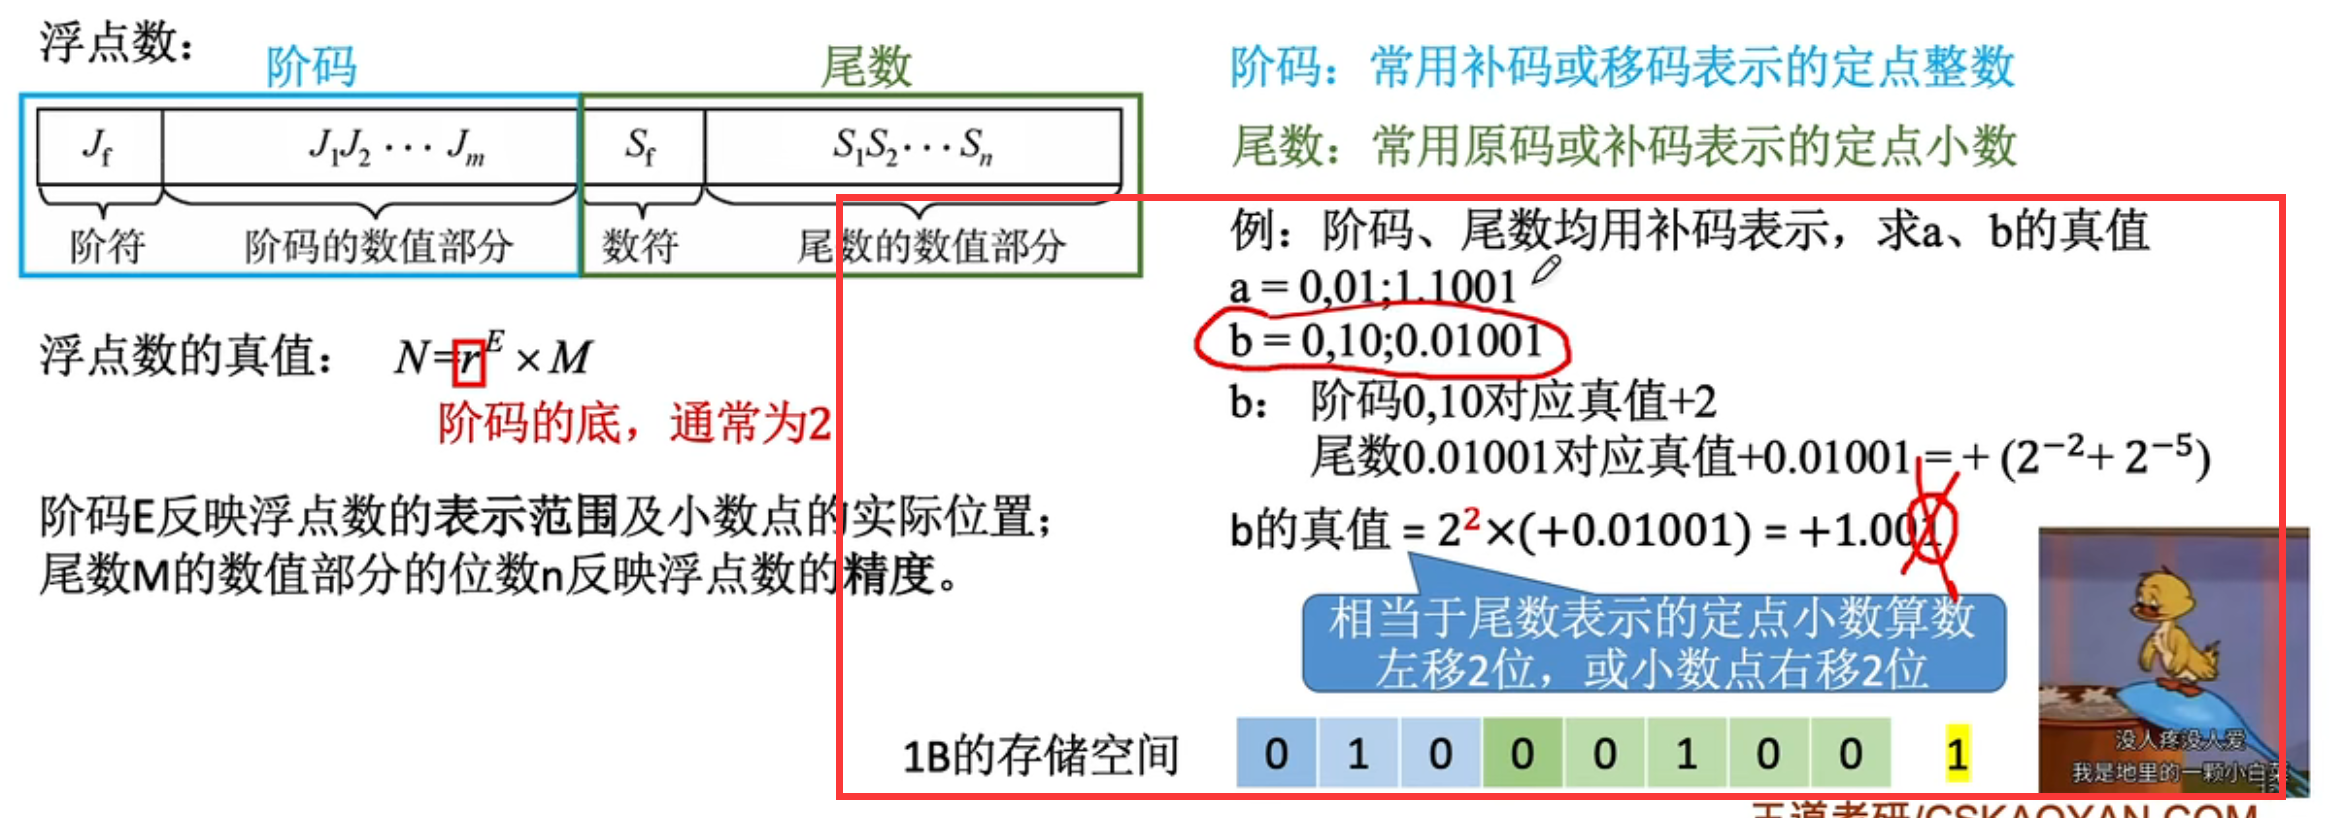 浮点数：
阶码
尾数
J_f
J_1J_2 ··· J_m
S_f
S_1S_2···S_n
阶符
阶码的数值部分
数符
尾数的数值部分
浮点数的真值： N=r^E×M
阶码的底，通常为2
阶码E反映浮点数的表示范围及小数点的实际位置；
尾数M的数值部分的位数n反映浮点数的精度。
阶码：常用补码或移码表示的定点整数
尾数：常用原码或补码表示的定点小数
例：阶码、尾数均用补码表示，求a、b的真值
a = 0,01;1.1001
b = 0,10;0.01001
b： 阶码0,10对应真值+2
尾数0.01001对应真值+0.01001 = + (2^−2+ 2^−5)
b的真值 = 2^2×(+0.01001) = +1.001
相当于尾数表示的定点小数算数
左移2位，或小数点右移2位
1B的存储空间 0 1 0 0 0 1 0 0 1
没人疼没人爱
我是地里的一颗小白菜
王道考研/CSKAOYAN.COM